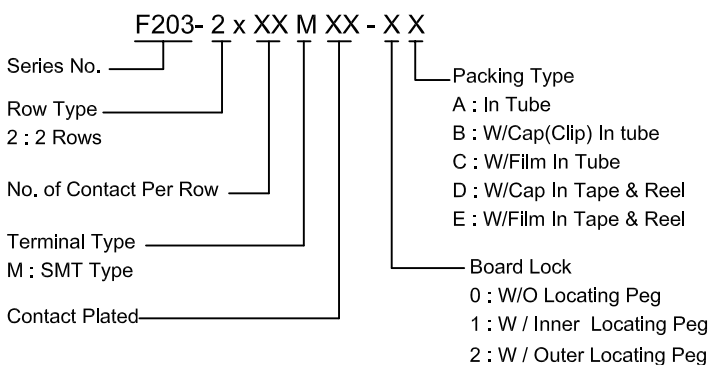 F203- 2 x XX M XX - X X
Series No.
Row Type
2 : 2 Rows
No. of Contact Per Row
Terminal Type
M : SMT Type
Contact Plated
Packing Type
A : In Tube
B : W/Cap(Clip) In tube
C : W/Film In Tube
D : W/Cap In Tape & Reel
E : W/Film In Tape & Reel
Board Lock
0 : W/O Locating Peg
1 : W / Inner Locating Peg
2 : W / Outer Locating Peg